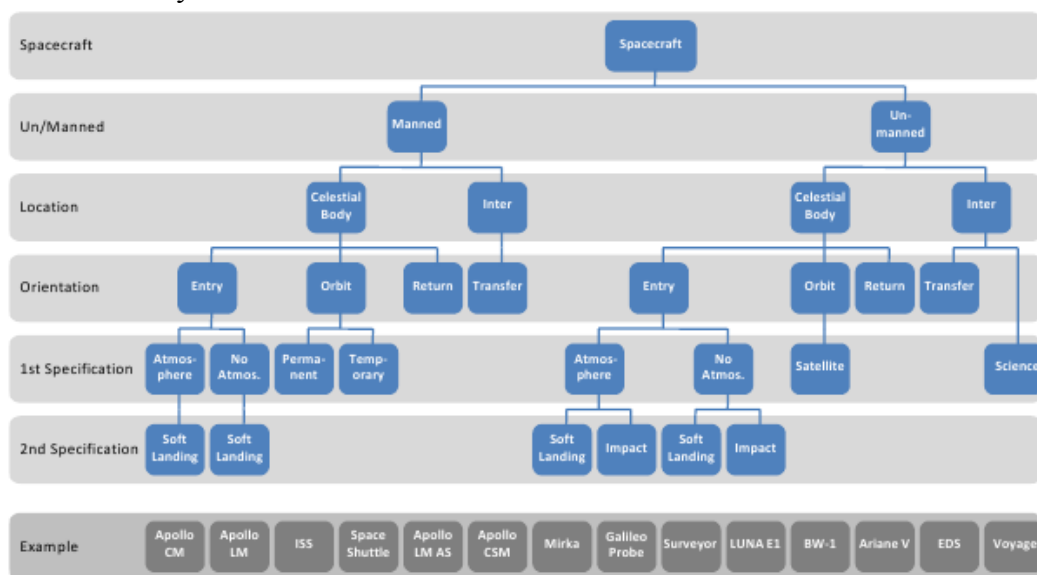 Spacecraft
Spacecraft
Un/Manned
Manned
Un-
manned
Location
Celestial
Body
Inter
Celestial
Body
Inter
Orientation
Entry
Orbit
Return
Transfer
Entry
Orbit
Return
Transfer
1st Specification
Atmos-
phere
No
Atmos.
Perma-
nent
Temp-
orary
Atmos-
phere
No
Atmos.
Satellite
Science
2nd Specification
Soft
Landing
Soft
Landing
Soft
Landing
Impact
Soft
Landing
Impact
Example
Apollo
CM
Apollo
LM
ISS
Space
Shuttle
Apollo
LM AS
Apollo
CSM
Mirka
Galileo
Probe
Surveyor
LUNA E1
BW-1
Ariane V
EDS
Voyage